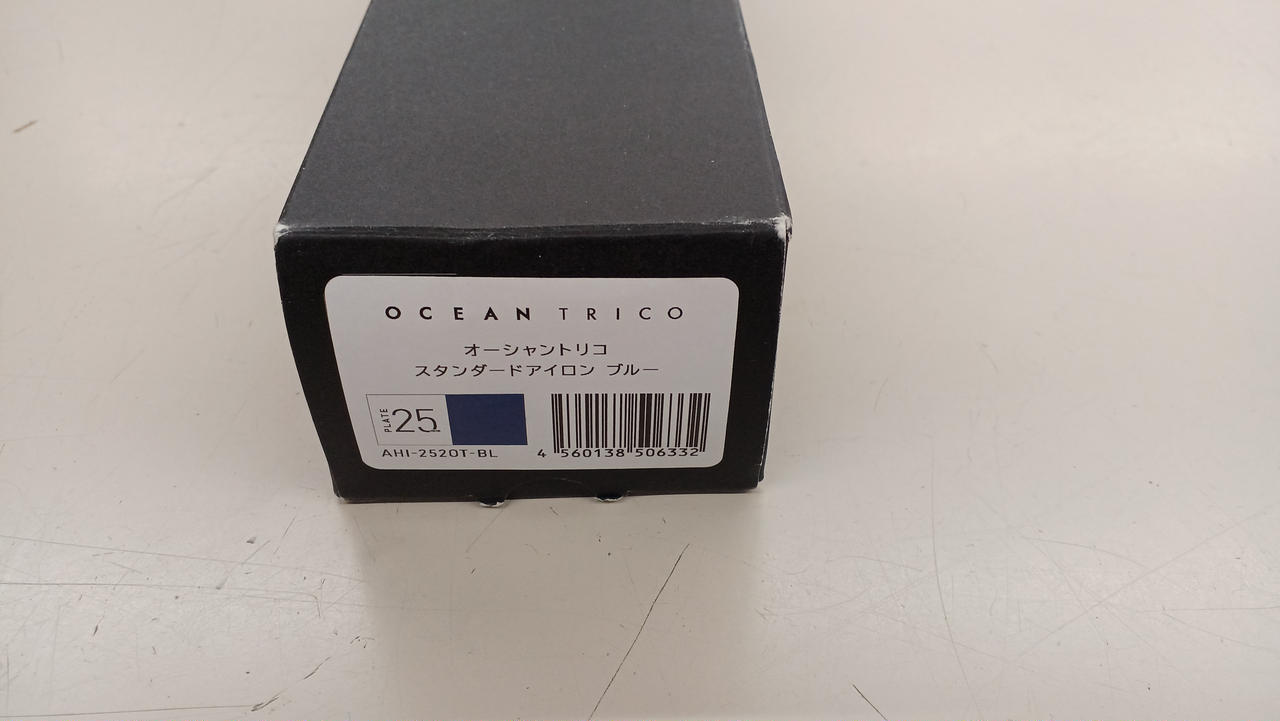 OCEAN TRICO
オーシャントリコ
スタンダードアイロン ブルー
PLATE 25
AHI-252OT-BL
4 560138 506332